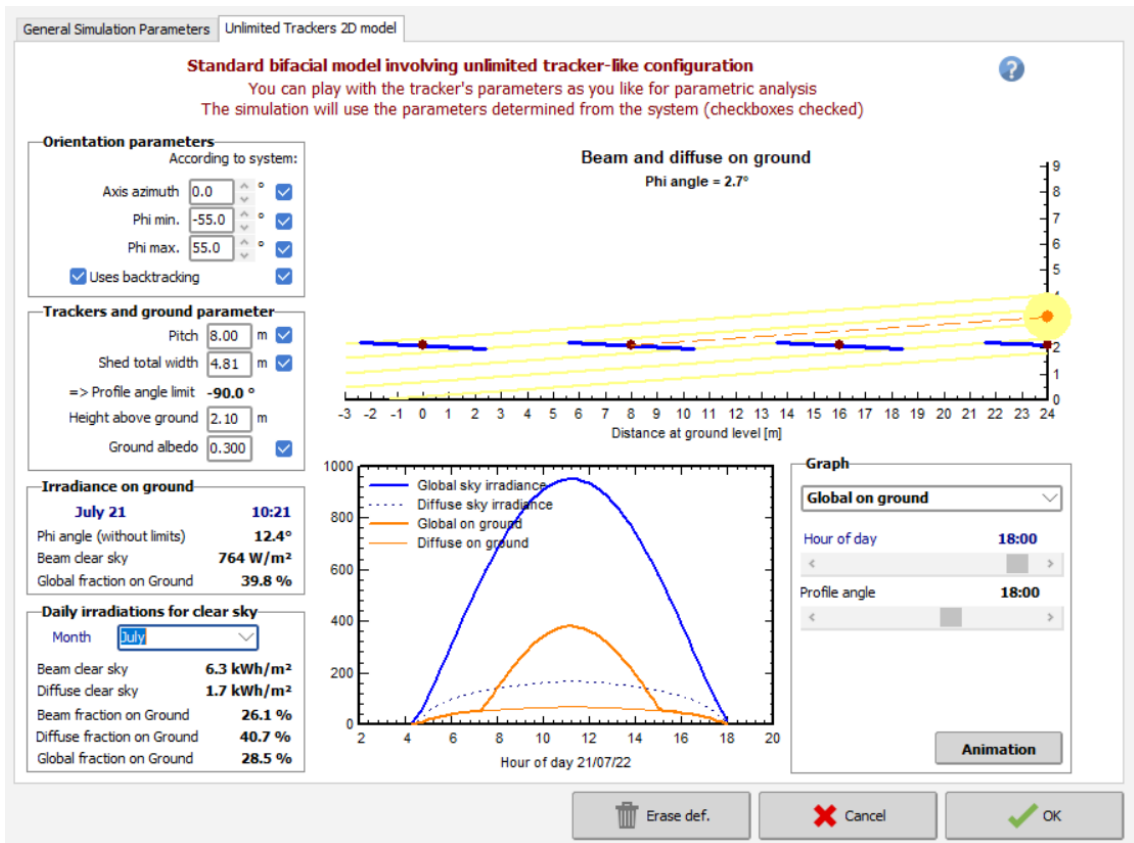 General Simulation Parameters
Unlimited Trackers 2D model
Standard bifacial model involving unlimited tracker-like configuration
You can play with the tracker's parameters as you like for parametric analysis
The simulation will use the parameters determined from the system (checkboxes checked)
?
Orientation parameters
According to system:
Axis azimuth 0.0 °
Phi min. -55.0 °
Phi max. 55.0 °
Uses backtracking
Trackers and ground parameter
Pitch 8.00 m
Shed total width 4.81 m
=> Profile angle limit -90.0 °
Height above ground 2.10 m
Ground albedo 0.300
Irradiance on ground
July 21 10:21
Phi angle (without limits) 12.4°
Beam clear sky 764 W/m²
Global fraction on Ground 39.8 %
Daily irradiations for clear sky
Month July
Beam clear sky 6.3 kWh/m²
Diffuse clear sky 1.7 kWh/m²
Beam fraction on Ground 26.1 %
Diffuse fraction on Ground 40.7 %
Global fraction on Ground 28.5 %
Beam and diffuse on ground
Phi angle = 2.7°
9
8
7
6
5
4
2
1
0
-3 -2 -1 0 1 2 3 4 5 6 7 8 9 10 11 12 13 14 15 16 17 18 19 20 21 22 23 24
Distance at ground level [m]
1000
800
600
400
200
0
Global sky irradiance
Diffuse sky irradiance
Global on ground
Diffuse on ground
2 4 6 8 10 12 14 16 18 20
Hour of day 21/07/22
Graph
Global on ground
Hour of day 18:00
Profile angle 18:00
Animation
Erase def.
Cancel
OK